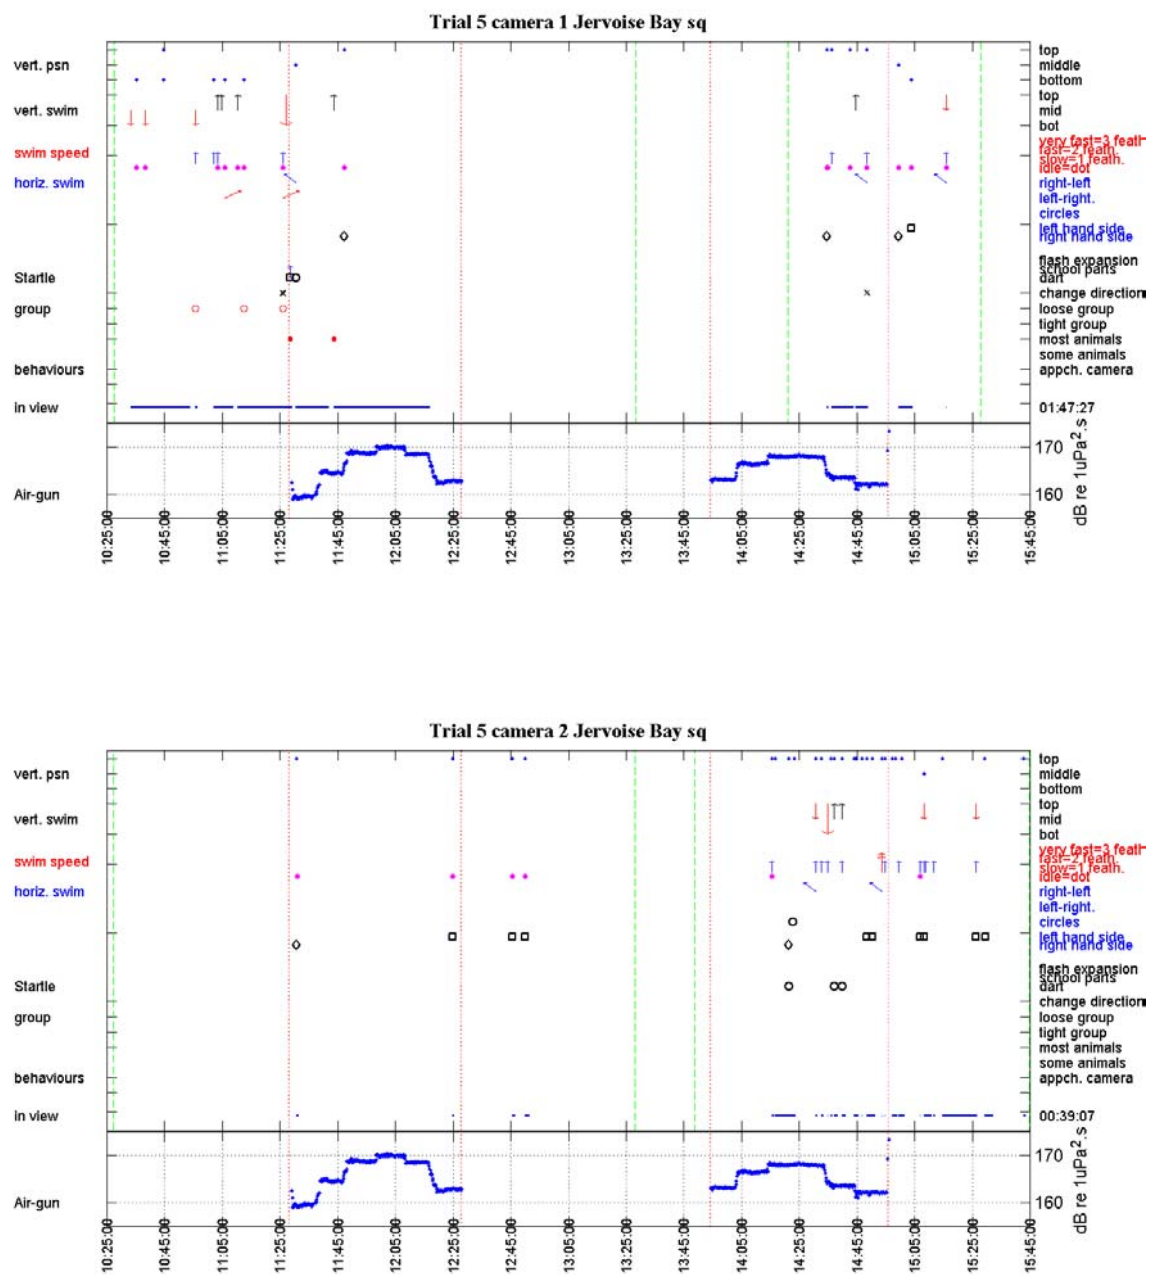 Trial 5 camera 1 Jervoise Bay sq
vert. psn
vert. swim
swim speed
horiz. swim
Startle
group
behaviours
in view
Air-gun
top
middle
bottom
top
mid
bot
very fast=3 feath
fast=2 feath.
slow=1 feath.
idle=dot
right-left
left-right.
circles
left hand side
right hand side
flash expansion
school parts
dart
change direction
loose group
tight group
most animals
some animals
appch. camera
01:47:27
170
160
dB re 1uPa².s
10:25:00 10:45:00 11:05:00 11:25:00 11:45:00 12:05:00 12:25:00 12:45:00 13:05:00 13:25:00 13:45:00 14:05:00 14:25:00 14:45:00 15:05:00 15:25:00 15:45:00
Trial 5 camera 2 Jervoise Bay sq
vert. psn
vert. swim
swim speed
horiz. swim
Startle
group
behaviours
in view
Air-gun
top
middle
bottom
top
mid
bot
very fast=3 feath
fast=2 feath.
slow=1 feath.
idle=dot
right-left
left-right.
circles
left hand side
right hand side
flash expansion
school parts
dart
change direction
loose group
tight group
most animals
some animals
appch. camera
00:39:07
170
160
dB re 1uPa².s
10:25:00 10:45:00 11:05:00 11:25:00 11:45:00 12:05:00 12:25:00 12:45:00 13:05:00 13:25:00 13:45:00 14:05:00 14:25:00 14:45:00 15:05:00 15:25:00 15:45:00